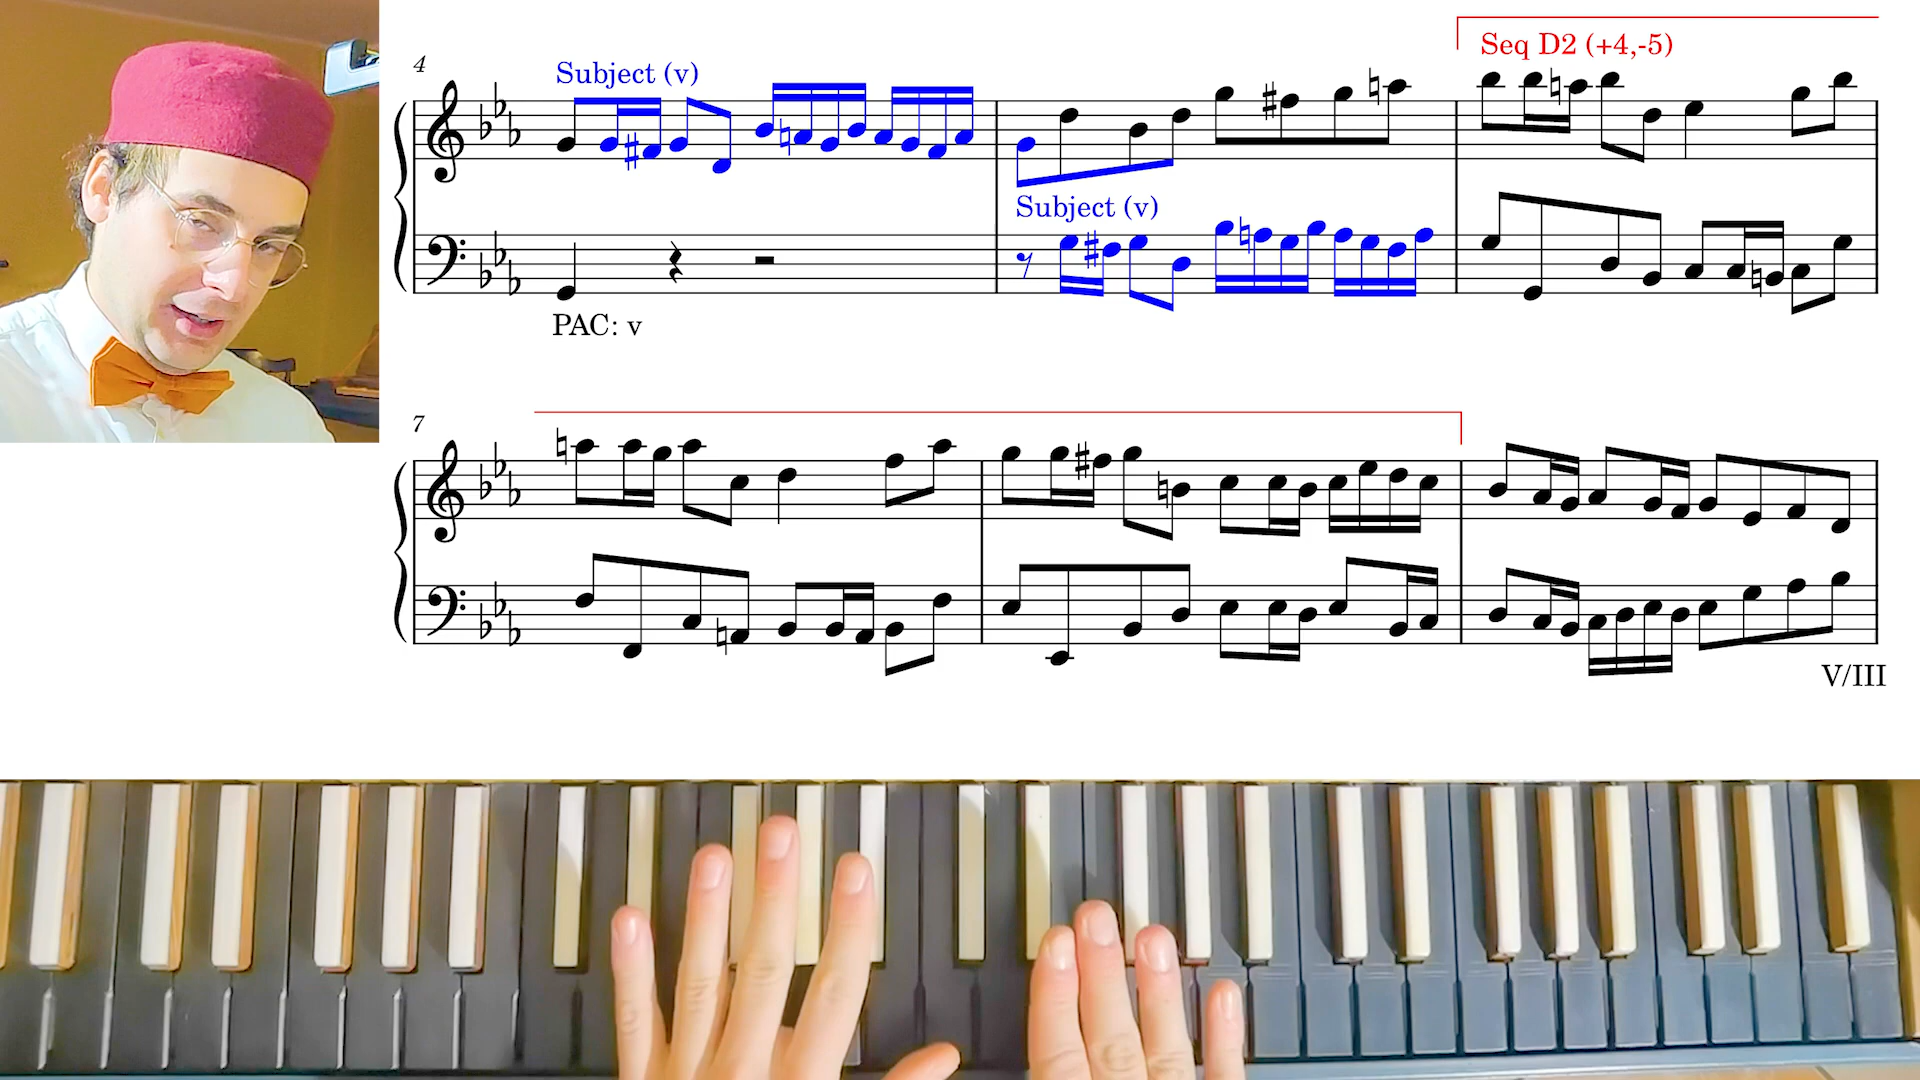 4
Subject (v)
Seq D2 (+4,-5)
Subject (v)
PAC: v
7
V/III